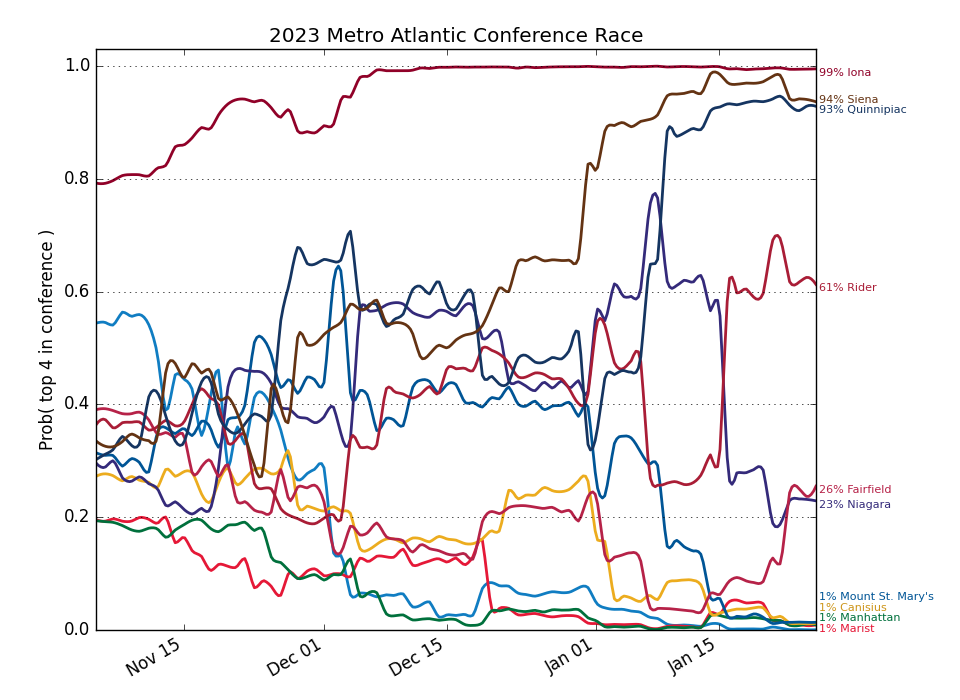 2023 Metro Atlantic Conference Race
Prob( top 4 in conference )
1.0
0.8
0.6
0.4
0.2
0.0
Nov 15
Dec 01
Dec 15
Jan 01
Jan 15
99% Iona
94% Siena
93% Quinnipiac
61% Rider
26% Fairfield
23% Niagara
1% Mount St. Mary's
1% Canisius
1% Manhattan
1% Marist